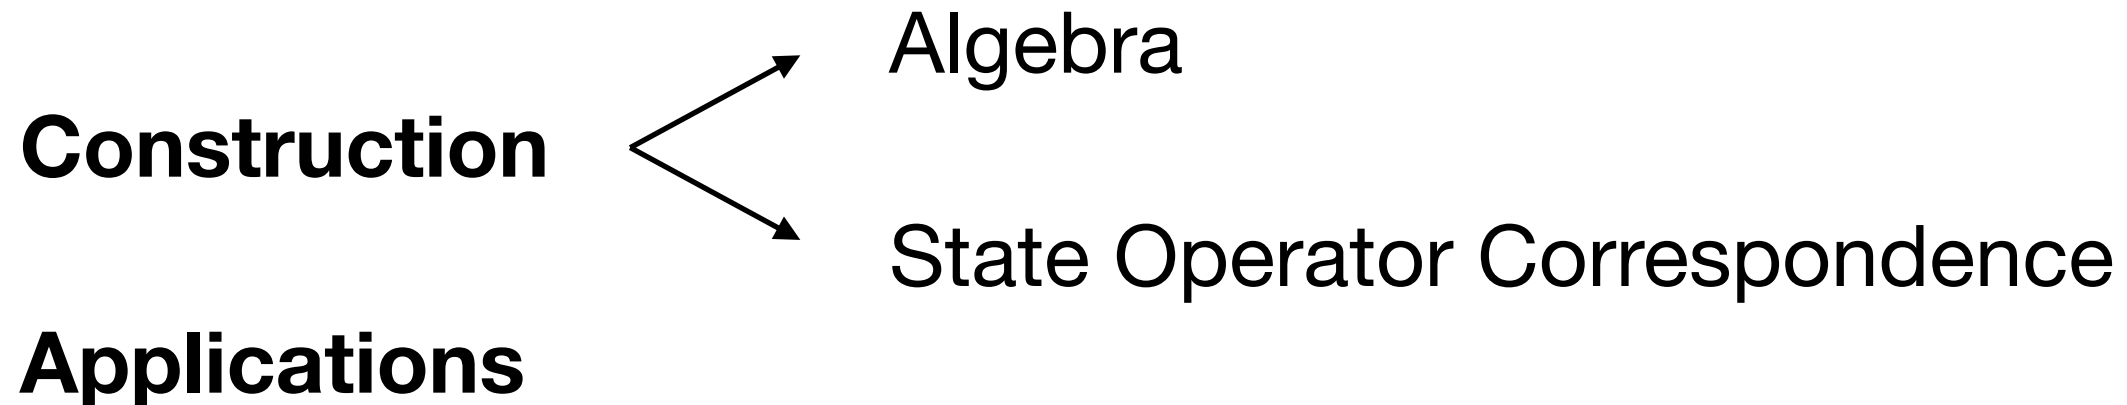 Algebra
Construction
State Operator Correspondence
Applications